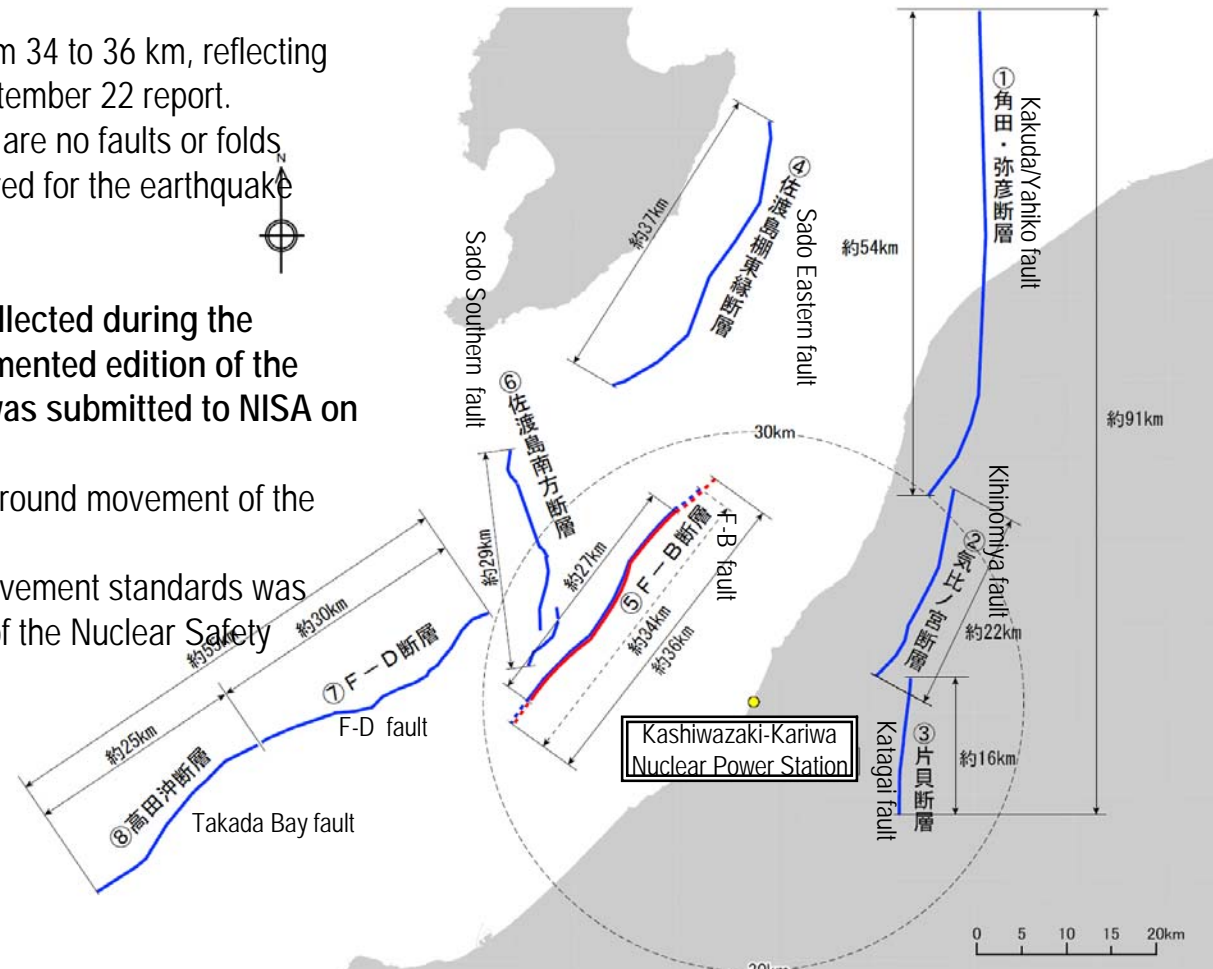 m 34 to 36 km, reflecting
tember 22 report.
are no faults or folds
red for the earthquake
N
llected during the
mented edition of the
was submitted to NISA on
round movement of the
vement standards was
of the Nuclear Safety
①角田・弥彦断層
Kakuda/Yahiko fault
約54km
約91km
④佐渡島棚東縁断層
Sado Eastern fault
約37km
Sado Southern fault
⑥佐渡島南方断層
約29km
30km
F-B fault
⑤F－B断層
約27km
約34km
約36km
Kihinomiya fault
②気比ノ宮断層
約22km
約55km
約30km
⑦F－D断層
F-D fault
約25km
⑧高田沖断層
Takada Bay fault
Kashiwazaki-Kariwa
Nuclear Power Station
Katagai fault
③片貝断層
約16km
0 5 10 15 20km
30km